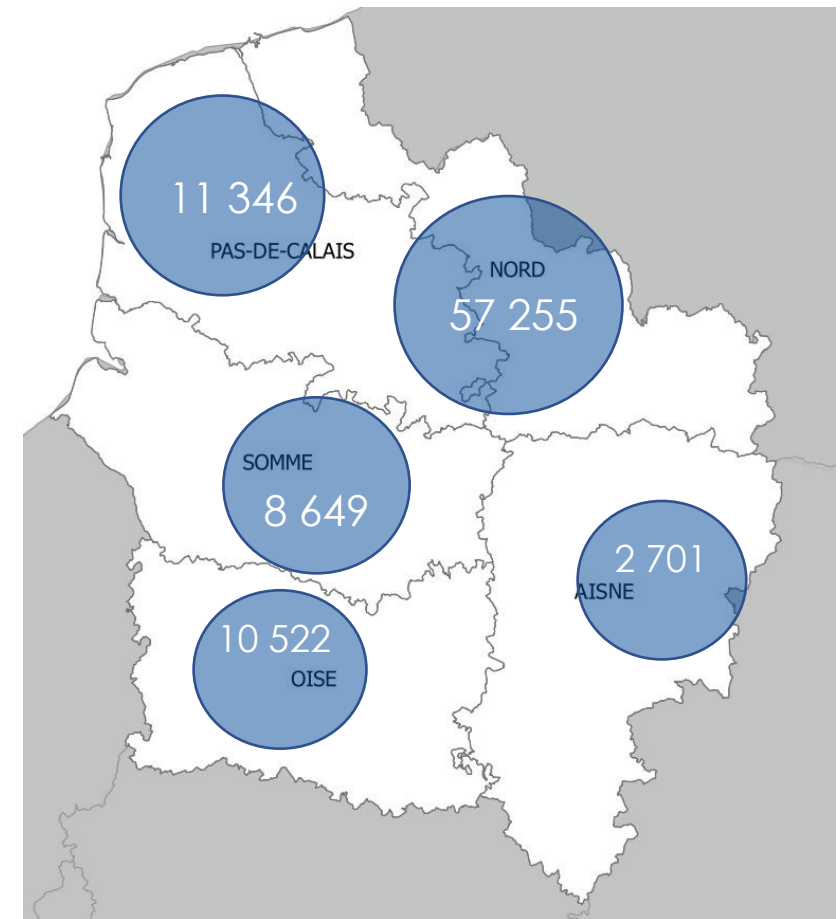 11 346
PAS-DE-CALAIS
NORD
57 255
SOMME
8 649
2 701
AISNE
10 522
OISE